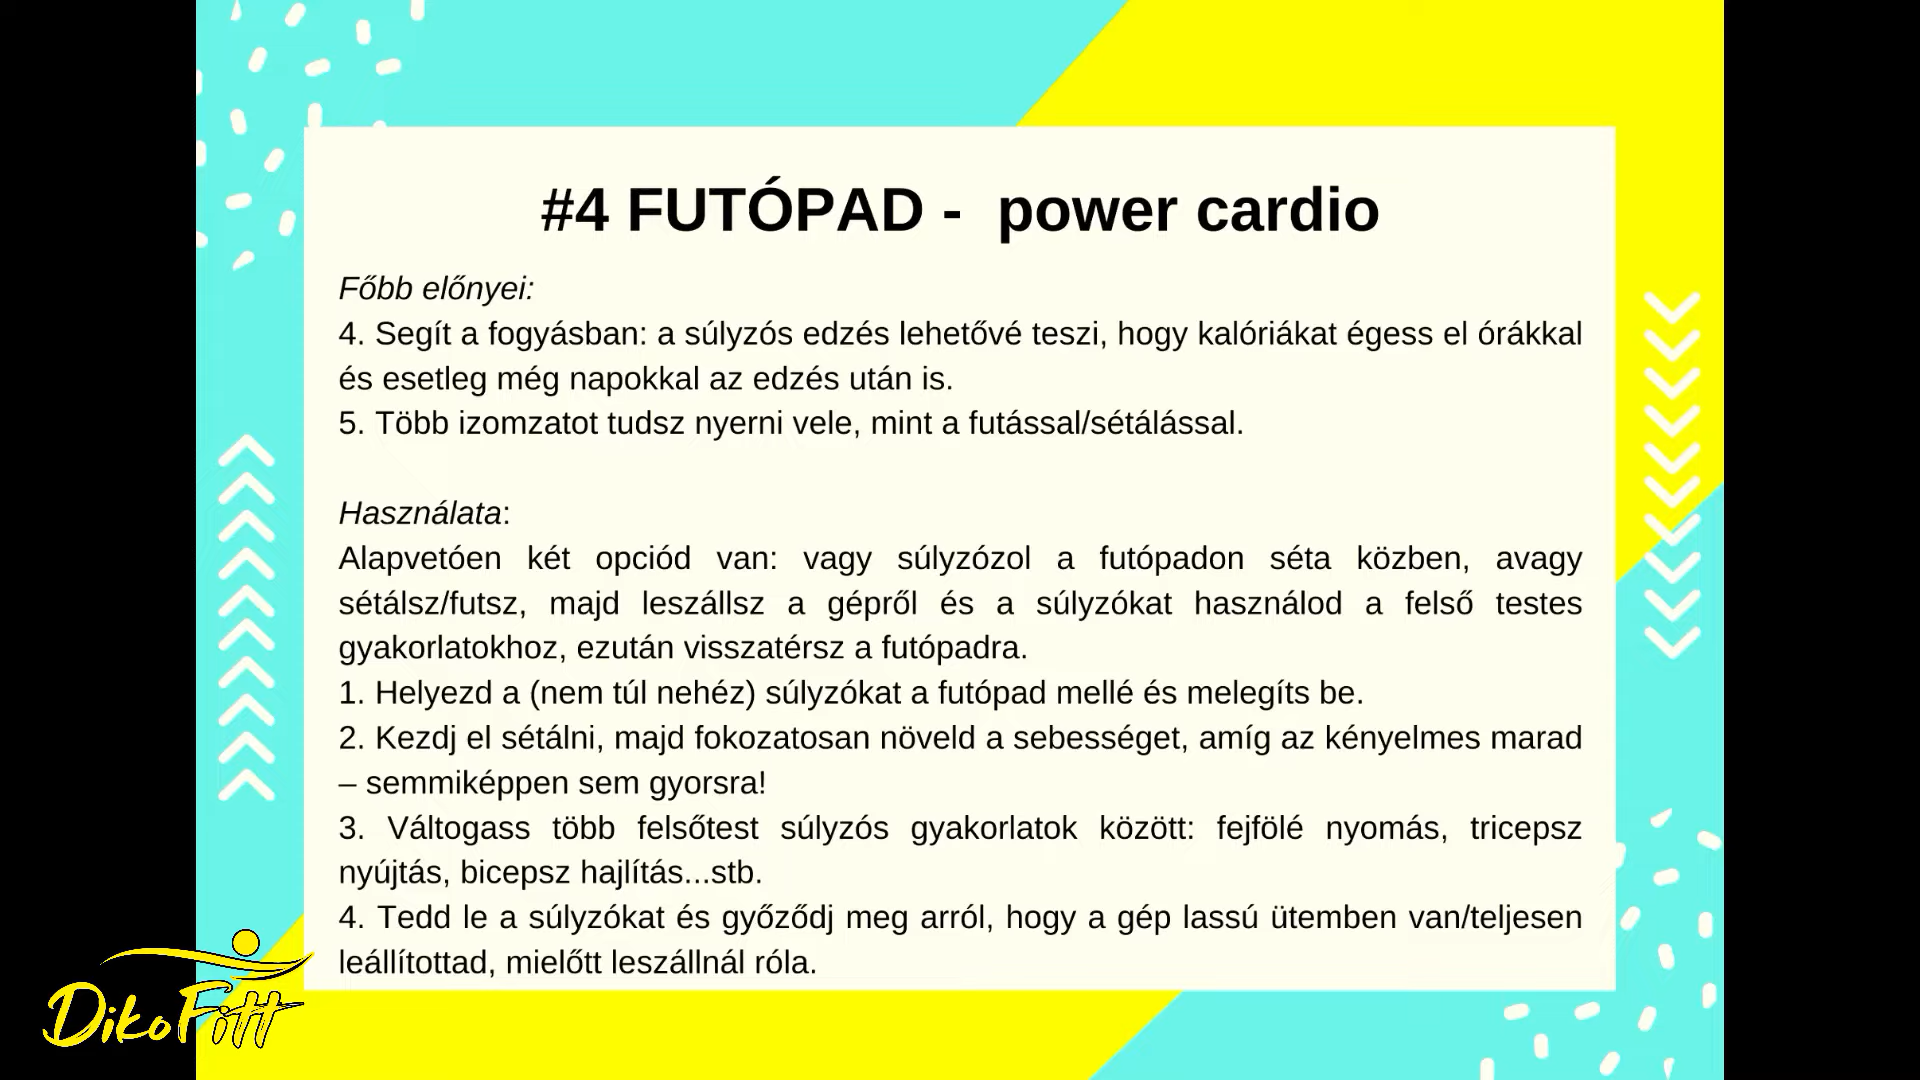 #4 FUTÓPAD - power cardio
Főbb előnyei:
4. Segít a fogyásban: a súlyzós edzés lehetővé teszi, hogy kalóriákat égess el órákkal
és esetleg még napokkal az edzés után is.
5. Több izomzatot tudsz nyerni vele, mint a futással/sétálással.
Használata:
Alapvetóen két opciód van: vagy súlyzózol a futópadon séta közben, avagy
sétálsz/futsz, majd leszállsz a gépről és a súlyzókat használod a felső testes
gyakorlatokhoz, ezután visszatérsz a futópadra.
1. Helyezd a (nem túl nehéz) súlyzókat a futópad mellé és melegíts be.
2. Kezdj el sétálni, majd fokozatosan növeld a sebességet, amíg az kényelmes marad
– semmiképpen sem gyorsra!
3. Váltogass több felsőtest súlyzós gyakorlatok között: fejfölé nyomás, tricepsz
nyújtás, bicepsz hajlítás...stb.
4. Tedd le a súlyzókat és győződj meg arról, hogy a gép lassú ütemben van/teljesen
leállítottad, mielőtt leszállnál róla.
DikoFitt